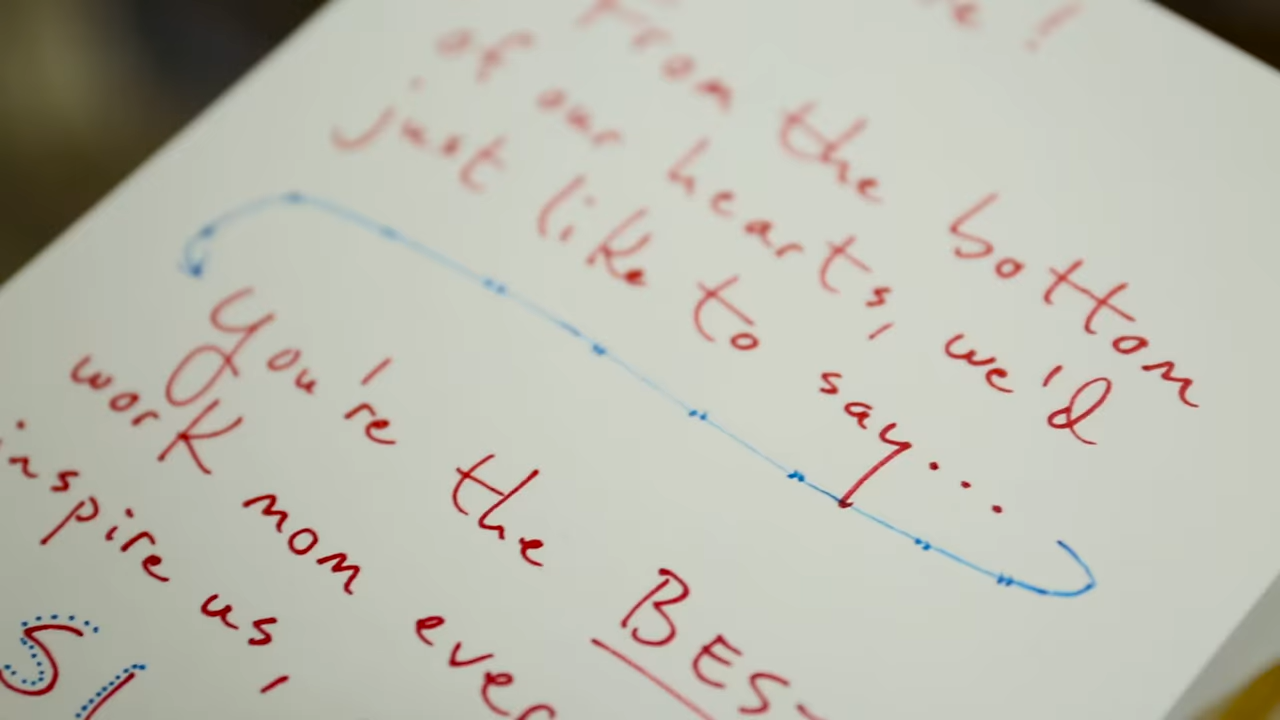 From the bottom
of our hearts, we'd
just like to say...
You're the BES
work mom ever
inspire us,